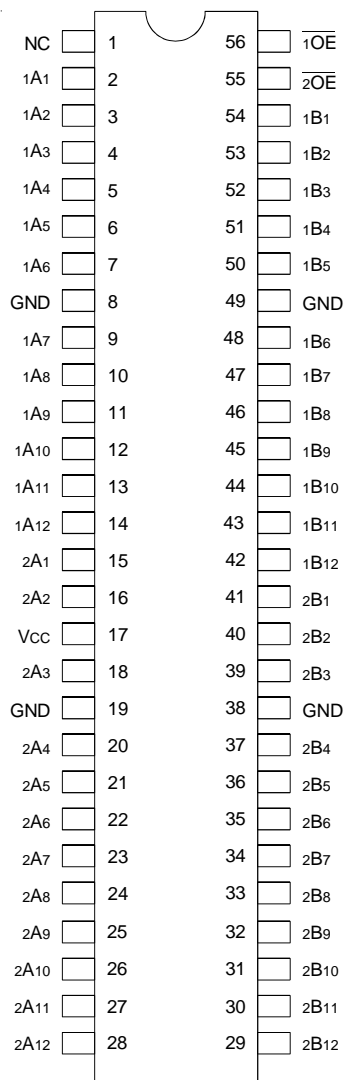 NC 1 56 1OE
1A1 2 55 2OE
1A2 3 54 1B1
1A3 4 53 1B2
1A4 5 52 1B3
1A5 6 51 1B4
1A6 7 50 1B5
GND 8 49 GND
1A7 9 48 1B6
1A8 10 47 1B7
1A9 11 46 1B8
1A10 12 45 1B9
1A11 13 44 1B10
1A12 14 43 1B11
2A1 15 42 1B12
2A2 16 41 2B1
VCC 17 40 2B2
2A3 18 39 2B3
GND 19 38 GND
2A4 20 37 2B4
2A5 21 36 2B5
2A6 22 35 2B6
2A7 23 34 2B7
2A8 24 33 2B8
2A9 25 32 2B9
2A10 26 31 2B10
2A11 27 30 2B11
2A12 28 29 2B12